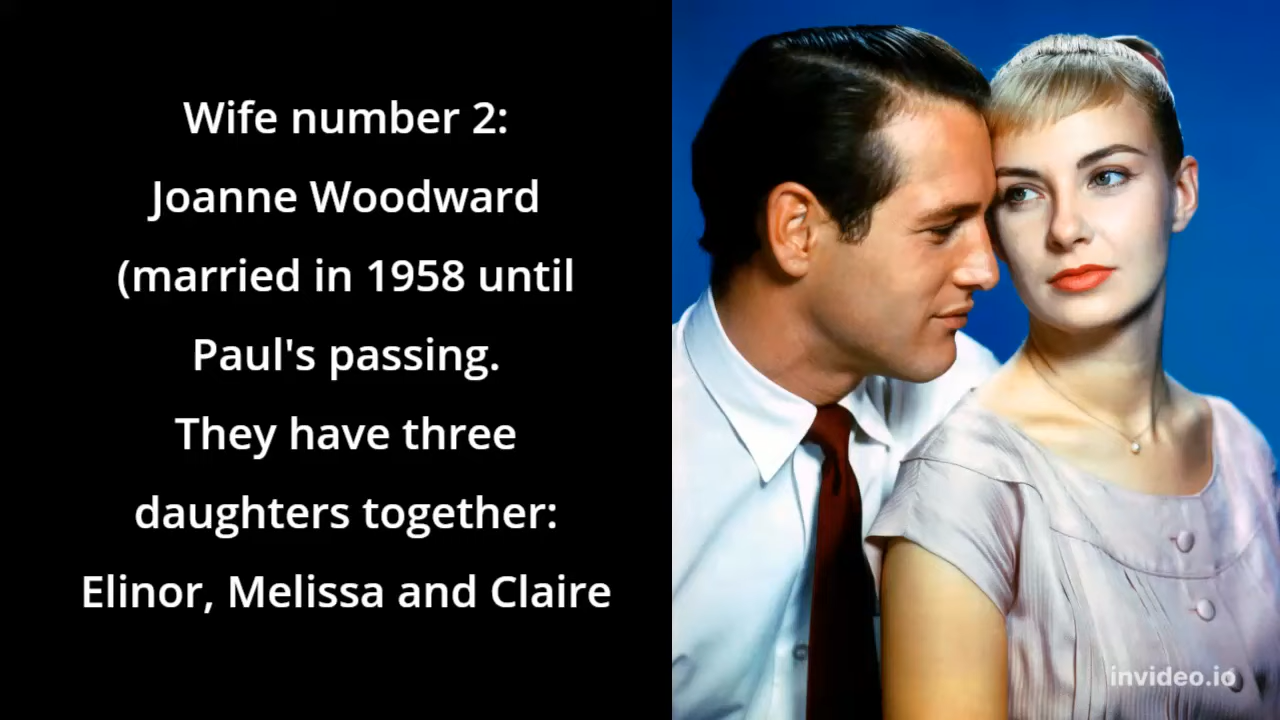 Wife number 2:
Joanne Woodward
(married in 1958 until
Paul's passing.
They have three
daughters together:
Elinor, Melissa and Claire
invideo.io